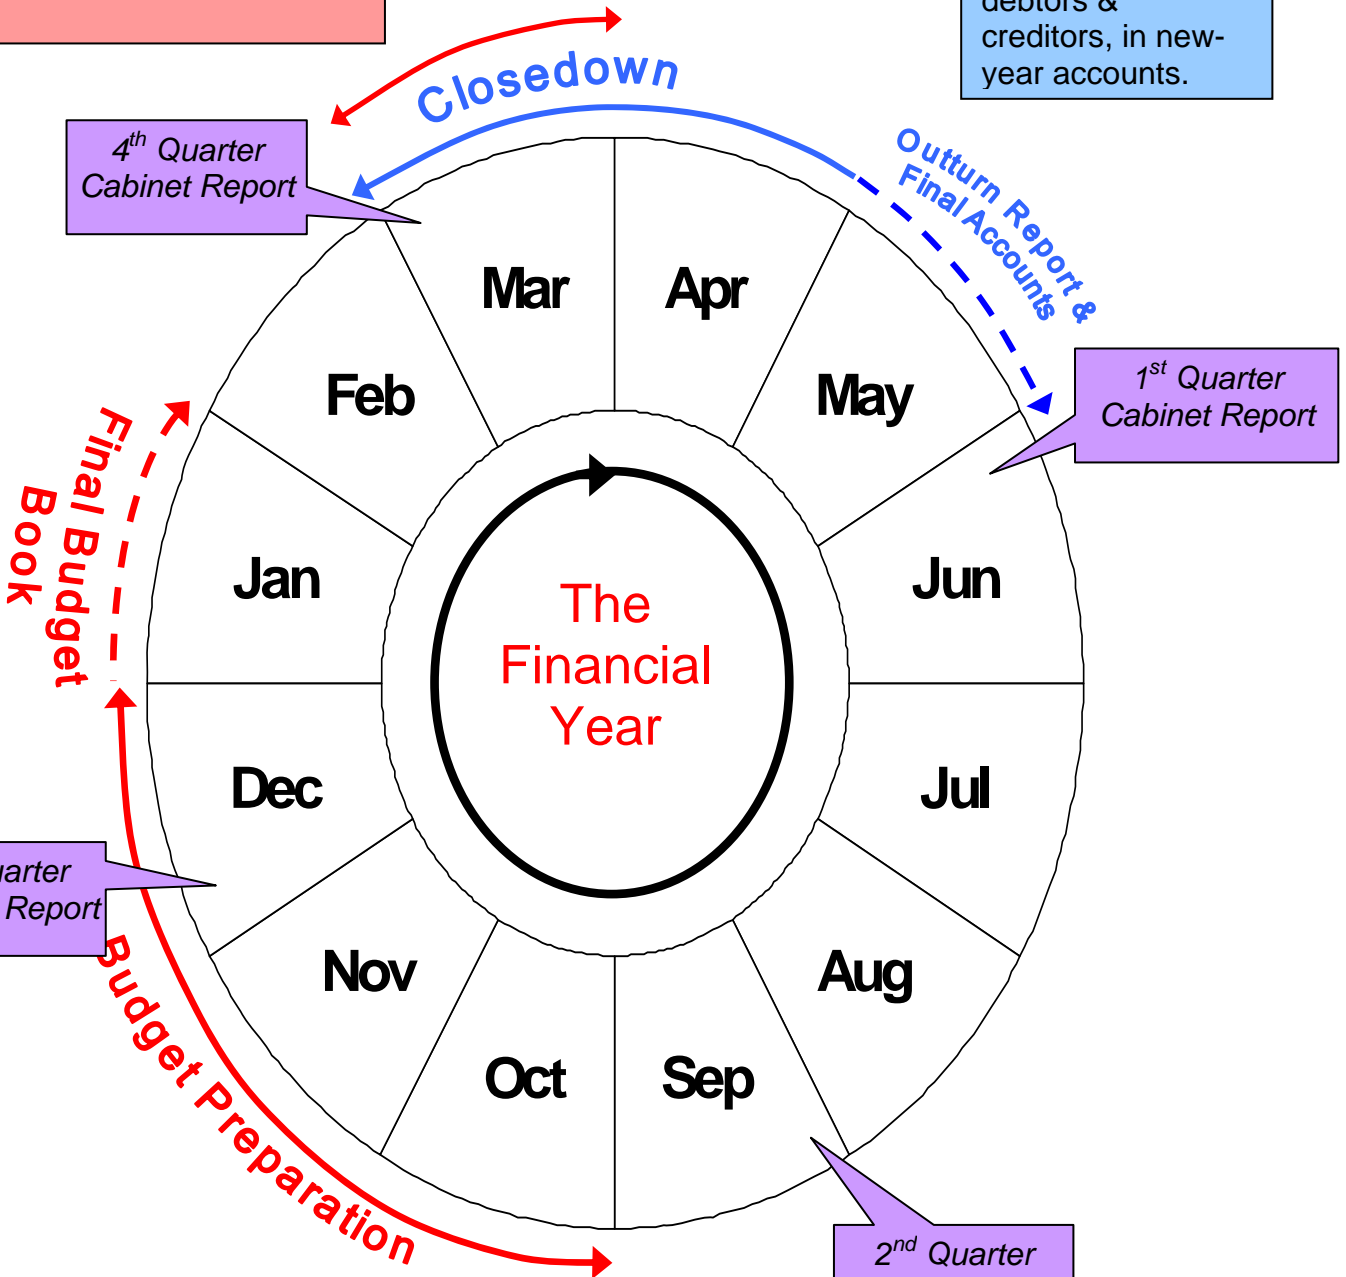 debtors &
creditors, in new-
year accounts.
Closedown
4th Quarter
Cabinet Report
Outturn Report &
Final Accounts
1st Quarter
Cabinet Report
Mar
Apr
Feb
May
Final Budget
Book
Jan
Jun
The
Financial
Year
Dec
Jul
Report
Nov
Aug
Oct
Sep
Budget Preparation
2nd Quarter